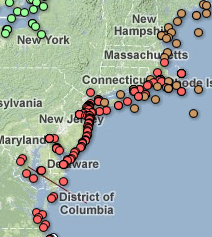 New
Hampshire
New York
Massachusetts
Connecticut
Rhode Isl
sylvania
New Jersey
Maryland
Delaware
District of
Columbia